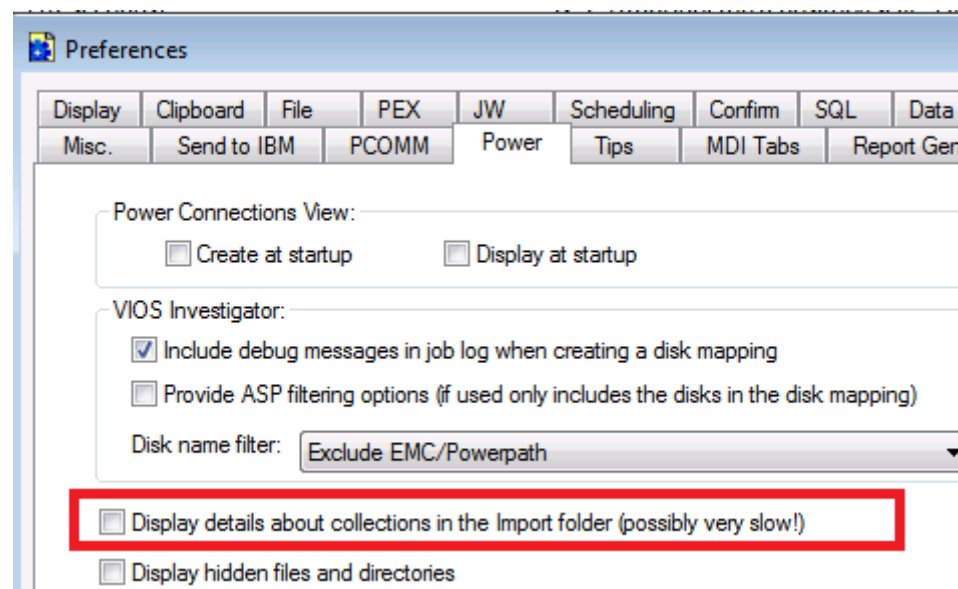 Preferences
Display Clipboard File PEX JW Scheduling Confirm SQL Data
Misc. Send to IBM PCOMM Power Tips MDI Tabs Report Gen
Power Connections View:
Create at startup Display at startup
VIOS Investigator:
Include debug messages in job log when creating a disk mapping
Provide ASP filtering options (if used only includes the disks in the disk mapping)
Disk name filter: Exclude EMC/Powerpath
Display details about collections in the Import folder (possibly very slow!)
Display hidden files and directories